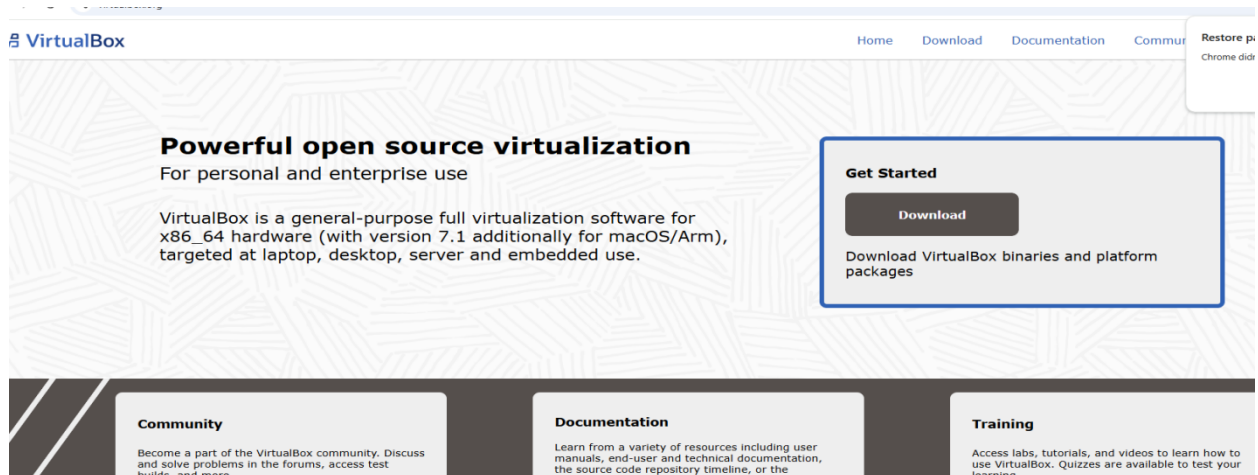 VirtualBox
Home Download Documentation
Restore
Chrome
Powerful open source virtualization
For personal and enterprise use
VirtualBox is a general-purpose full virtualization software for
x86_64 hardware (with version 7.1 additionally for macOS/Arm),
targeted at laptop, desktop, server and embedded use.
Get Started
Download
Download VirtualBox binaries and platform
packages
Community
Become a part of the VirtualBox community. Discuss
and solve problems in the forums, access test
builds, and more.
Documentation
Learn from a variety of resources including user
manuals, end-user and technical documentation,
the source code repository timeline, or the
Training
Access labs, tutorials, and videos to learn how to
use VirtualBox. Quizzes are available to test your
learning.